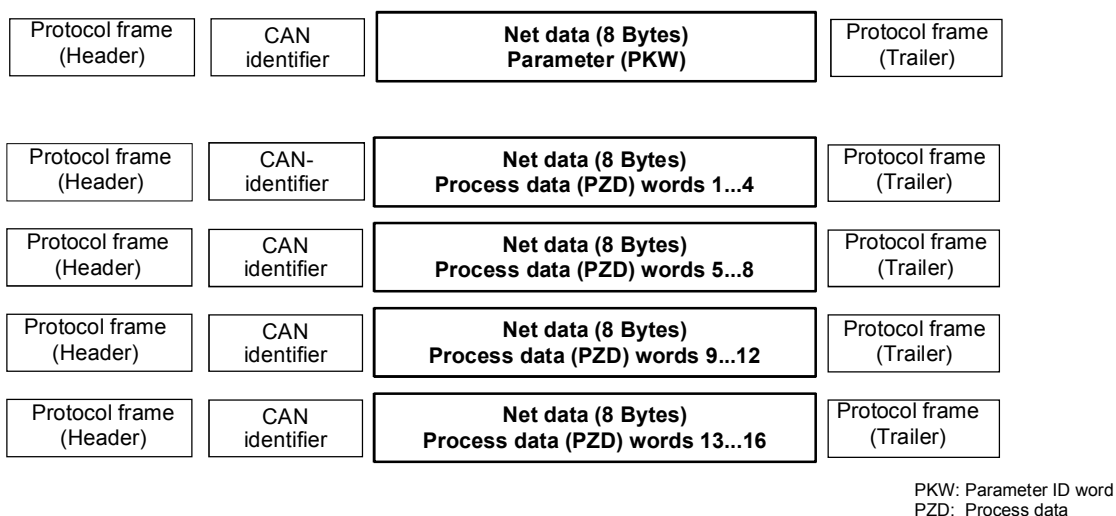 Protocol frame
(Header)
CAN
identifier
Net data (8 Bytes)
Parameter (PKW)
Protocol frame
(Trailer)
Protocol frame
(Header)
CAN-
identifier
Net data (8 Bytes)
Process data (PZD) words 1...4
Protocol frame
(Trailer)
Protocol frame
(Header)
CAN
identifier
Net data (8 Bytes)
Process data (PZD) words 5...8
Protocol frame
(Trailer)
Protocol frame
(Header)
CAN
identifier
Net data (8 Bytes)
Process data (PZD) words 9...12
Protocol frame
(Trailer)
Protocol frame
(Header)
CAN
identifier
Net data (8 Bytes)
Process data (PZD) words 13...16
Protocol frame
(Trailer)
PKW: Parameter ID word
PZD: Process data